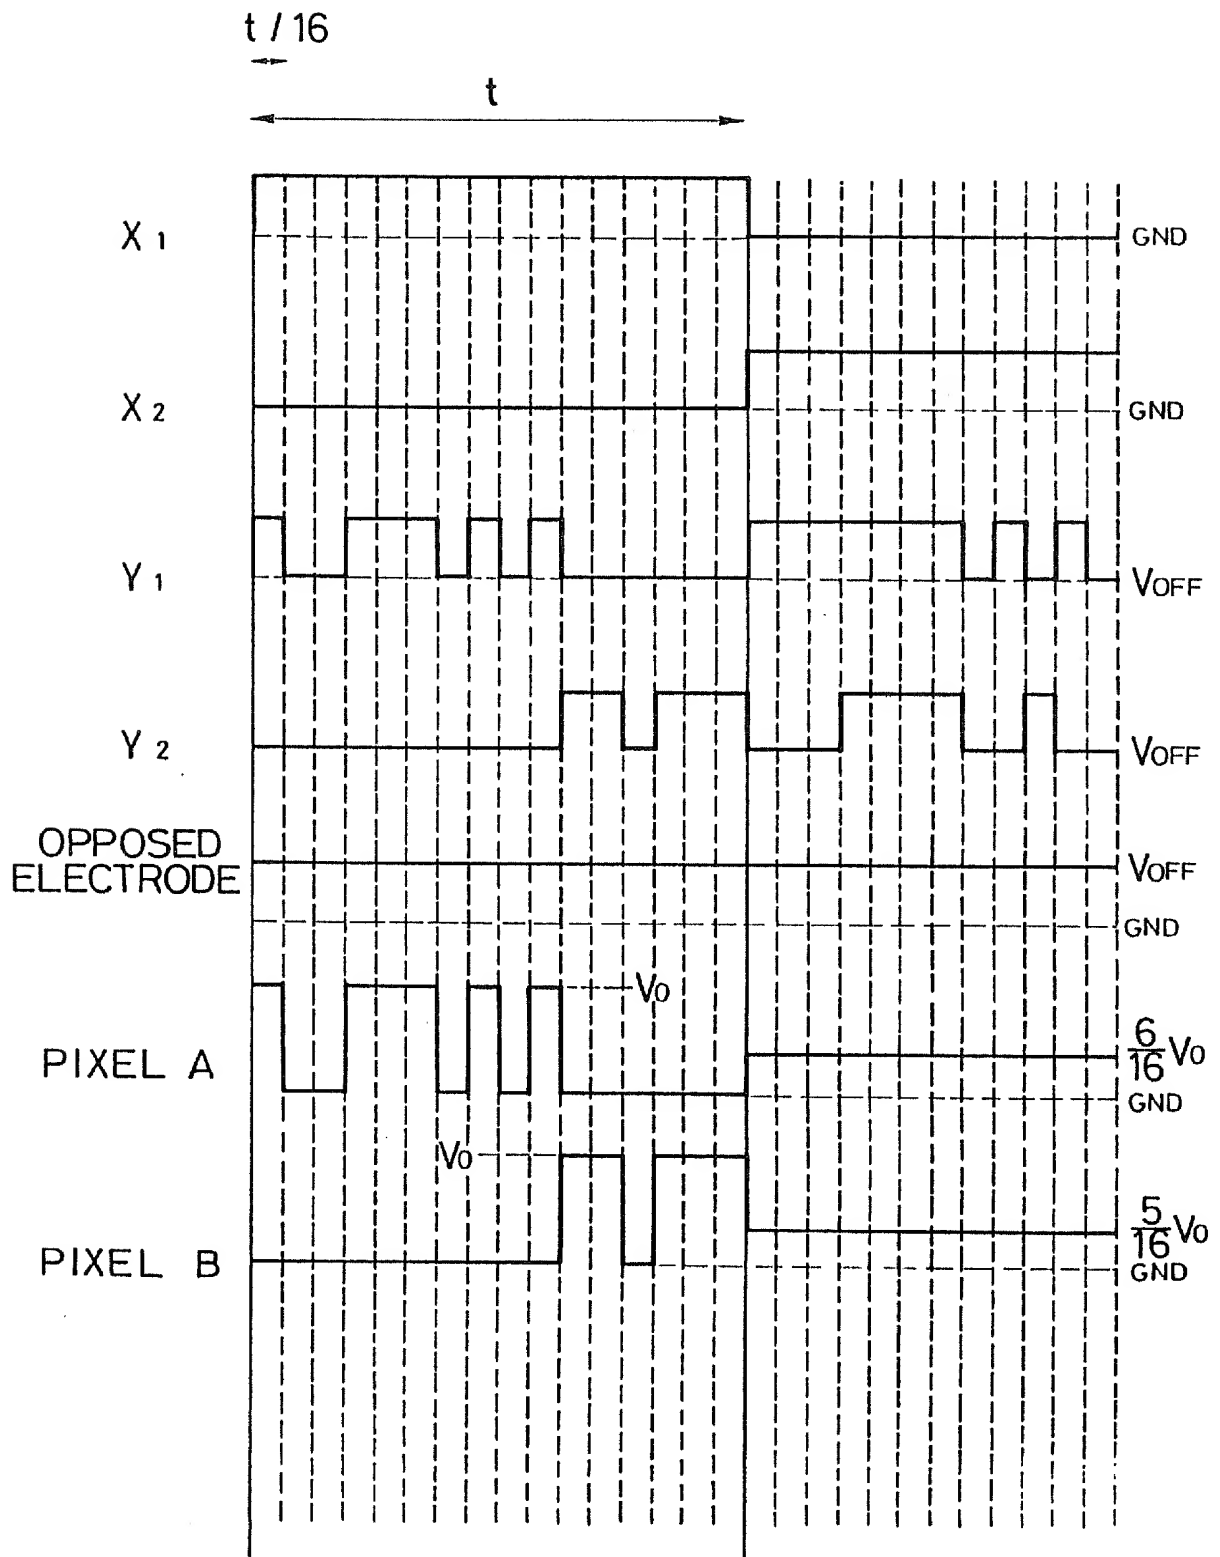 t / 16
t
X 1
GND
X 2
GND
Y 1
VOFF
Y 2
VOFF
OPPOSED
ELECTRODE
VOFF
GND
V0
PIXEL A
6/16 V0
GND
V0
PIXEL B
5/16 V0
GND